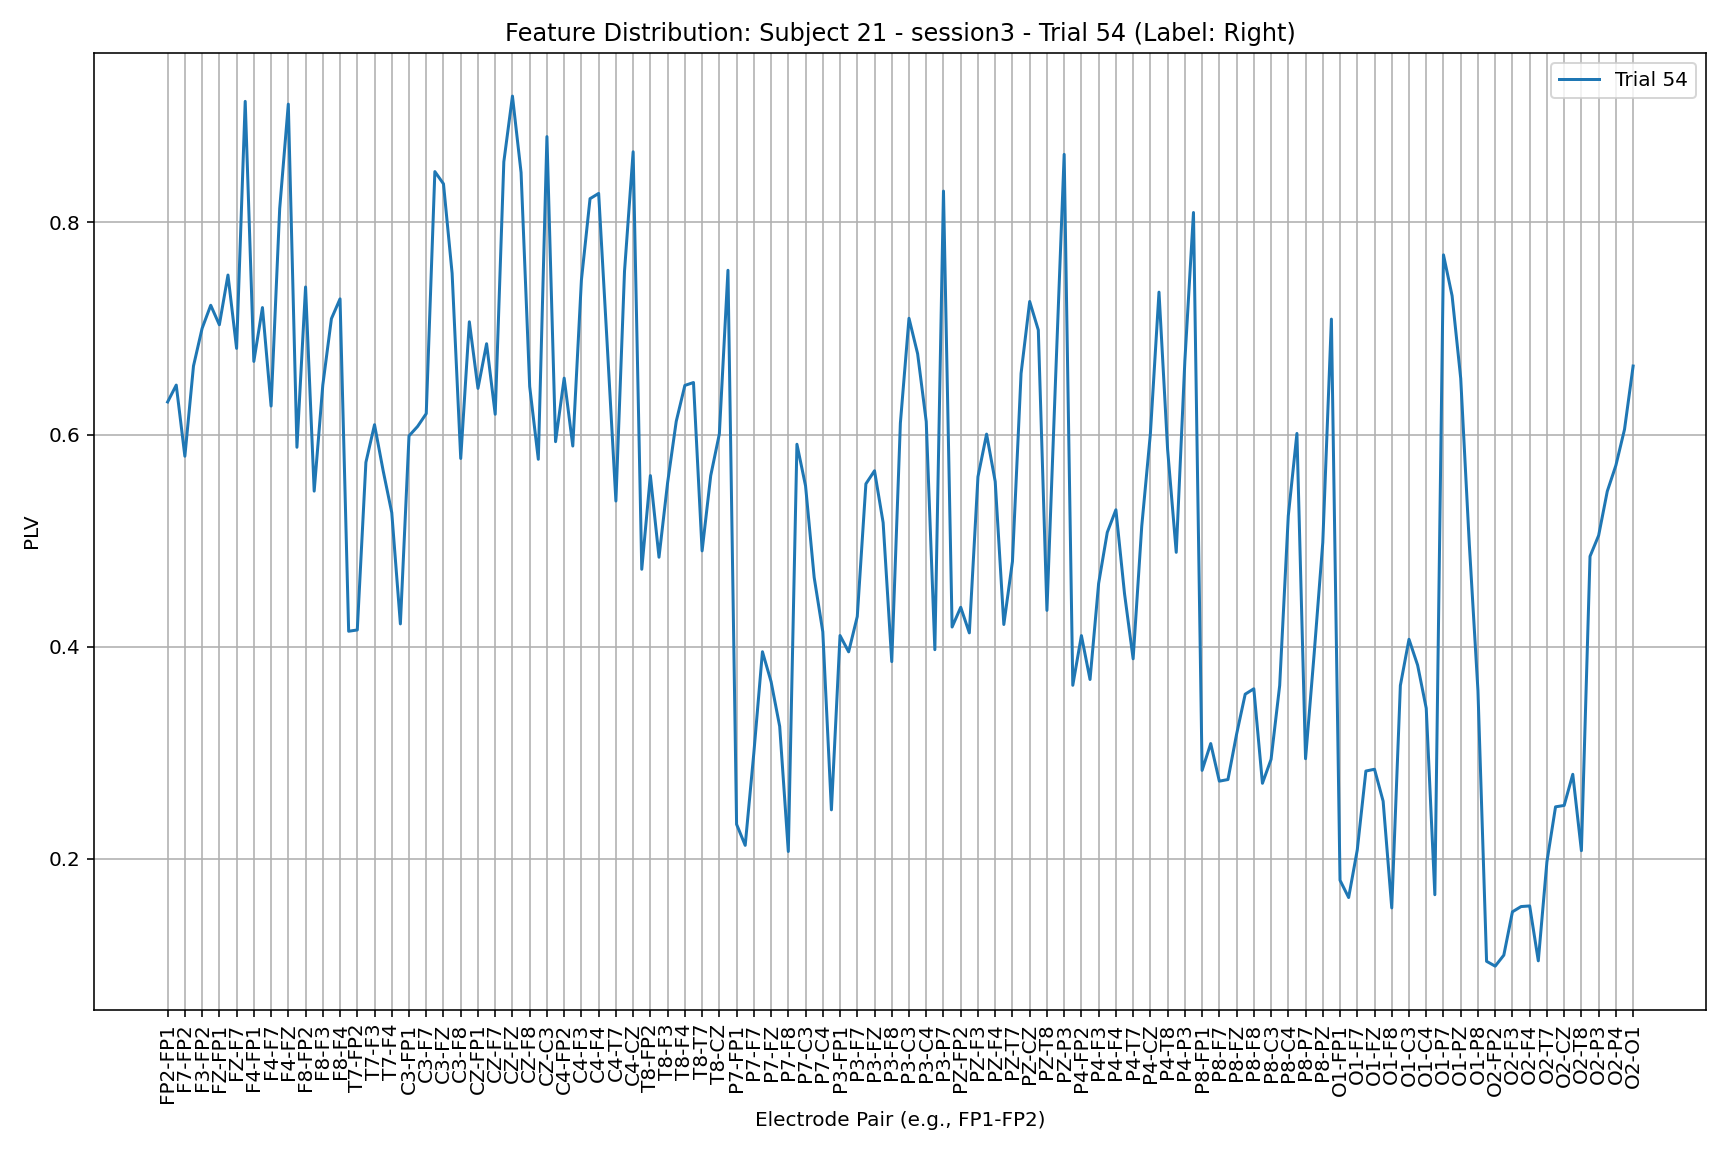 Feature Distribution: Subject 21 - session3 - Trial 54 (Label: Right)
Trial 54
PLV
0.8
0.6
0.4
0.2
FP2-FP1
F7-FP2
F3-FP2
FZ-FP1
FZ-F7
F4-FP1
F4-F7
F4-FZ
F8-FP2
F8-F3
F8-F4
T7-FP2
T7-F3
T7-F4
C3-FP1
C3-F7
C3-FZ
C3-F8
CZ-FP1
CZ-F7
CZ-FZ
CZ-F8
CZ-C3
C4-FP2
C4-F3
C4-F4
C4-T7
C4-CZ
T8-FP2
T8-F3
T8-F4
T8-T7
T8-CZ
P7-FP1
P7-F7
P7-FZ
P7-F8
P7-C3
P7-C4
P3-FP1
P3-F7
P3-FZ
P3-F8
P3-C3
P3-C4
P3-P7
PZ-FP2
PZ-F3
PZ-F4
PZ-T7
PZ-CZ
PZ-T8
PZ-P3
P4-FP2
P4-F3
P4-F4
P4-T7
P4-CZ
P4-T8
P4-P3
P8-FP1
P8-F7
P8-FZ
P8-F8
P8-C3
P8-C4
P8-P7
P8-PZ
O1-FP1
O1-F7
O1-FZ
O1-F8
O1-C3
O1-C4
O1-P7
O1-PZ
O1-P8
O2-FP2
O2-F3
O2-F4
O2-T7
O2-CZ
O2-T8
O2-P3
O2-P4
O2-O1
Electrode Pair (e.g., FP1-FP2)